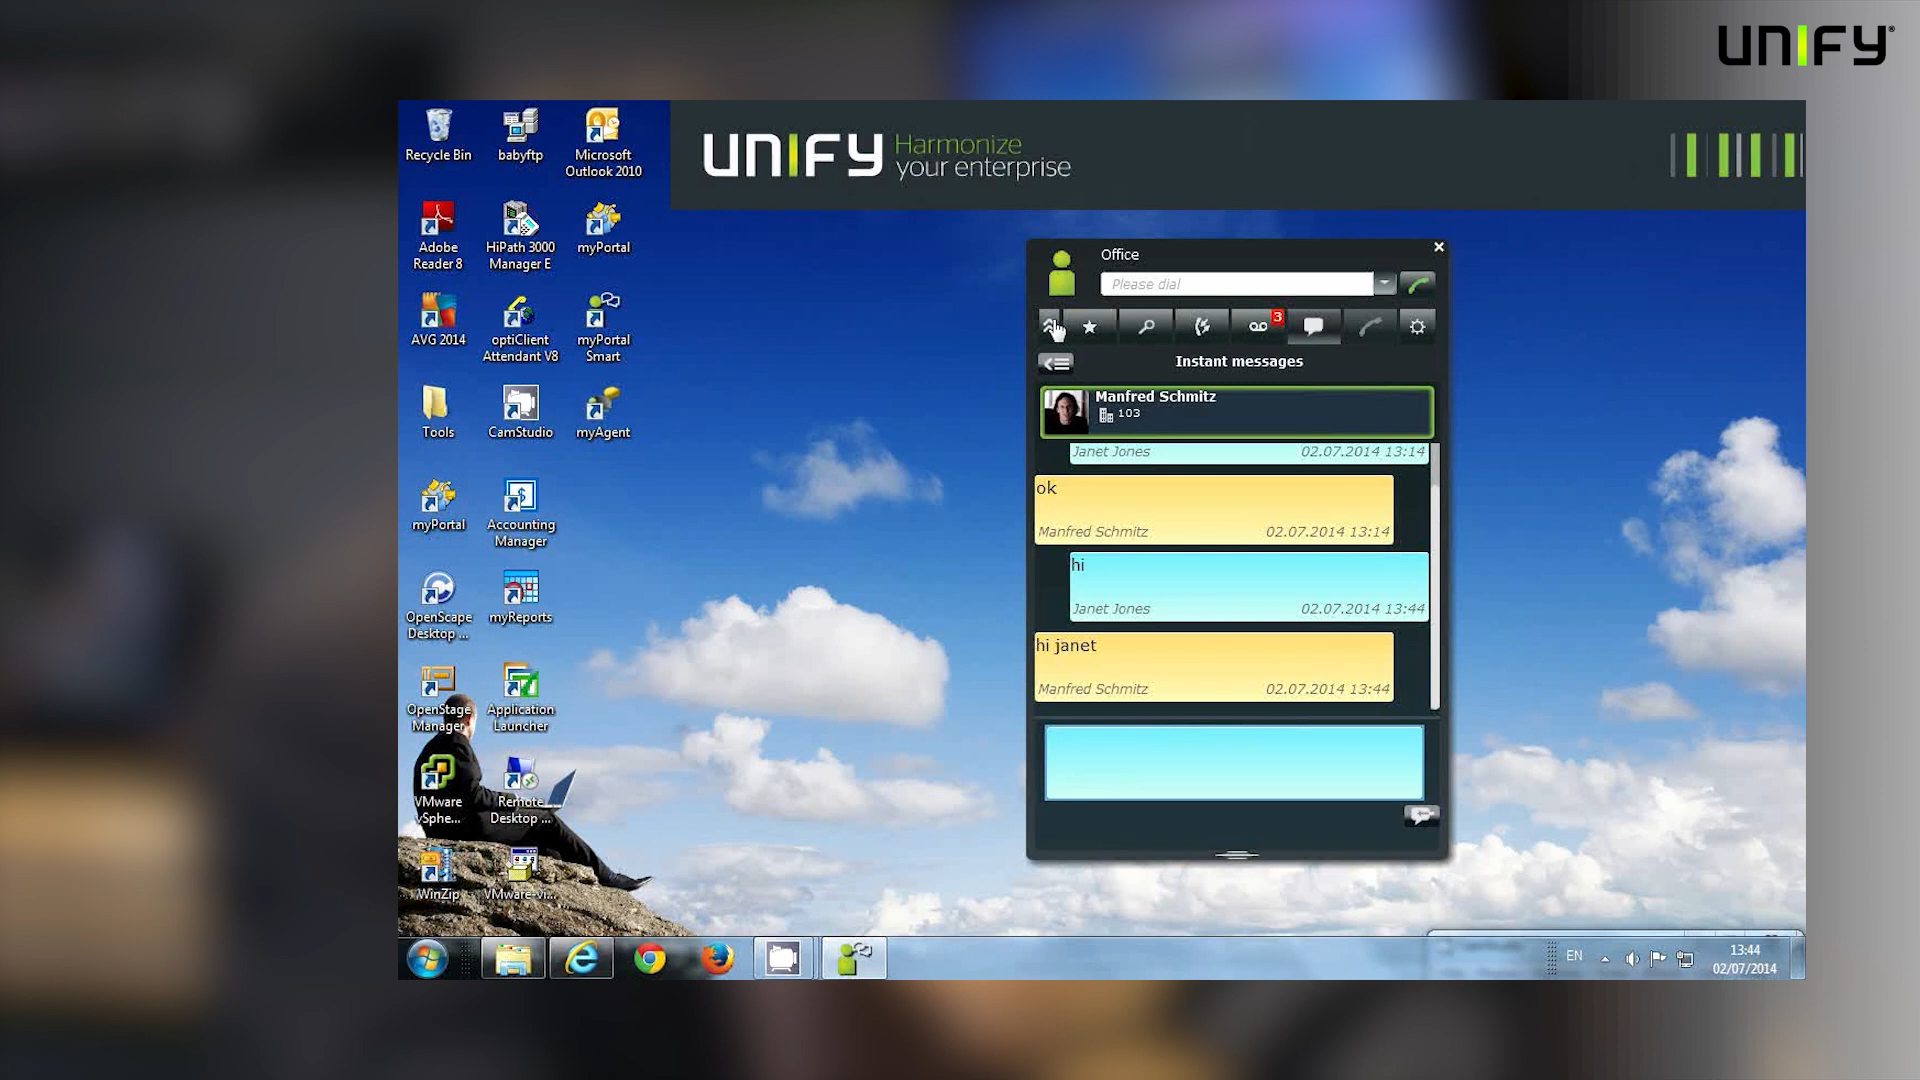 UNIFY
UNIFY Harmonize
your enterprise
Recycle Bin
babyftp
Microsoft
Outlook 2010
Adobe
Reader 8
HiPath 3000
Manager E
myPortal
AVG 2014
optiClient
Attendant V8
myPortal
Smart
Tools
CamStudio
myAgent
myPortal
Accounting
Manager
OpenScape
Desktop ...
myReports
OpenStage
Manager
Application
Launcher
VMware
vSphe...
Remote
Desktop ...
WinZip
VMware-vi...
Office
Please dial
3
Instant messages
Manfred Schmitz
103
Janet Jones 02.07.2014 13:14
ok
Manfred Schmitz 02.07.2014 13:14
hi
Janet Jones 02.07.2014 13:44
hi janet
Manfred Schmitz 02.07.2014 13:44
EN
13:44
02/07/2014